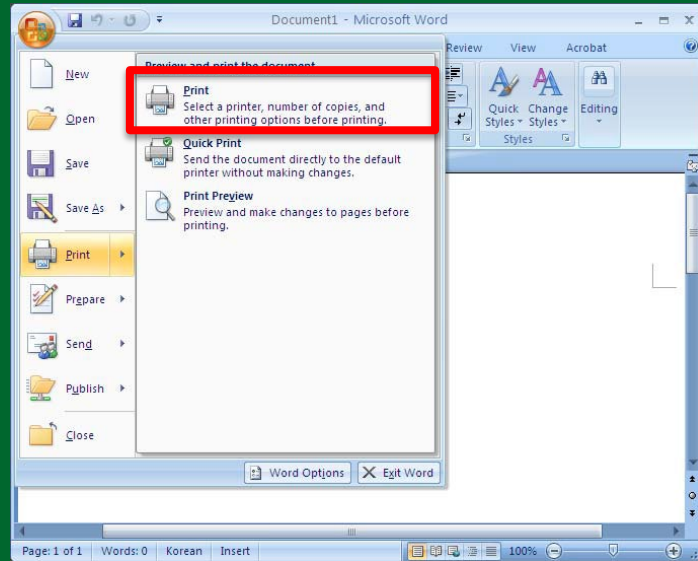 Document1 - Microsoft Word
Review View Acrobat
New
Open
Save
Save As
Print
Prepare
Send
Publish
Close
Preview and print the document
Print
Select a printer, number of copies, and
other printing options before printing.
Quick Print
Send the document directly to the default
printer without making changes.
Print Preview
Preview and make changes to pages before
printing.
Quick Change Editing
Styles Styles
Styles
Word Options Exit Word
Page: 1 of 1 Words: 0 Korean Insert 100%